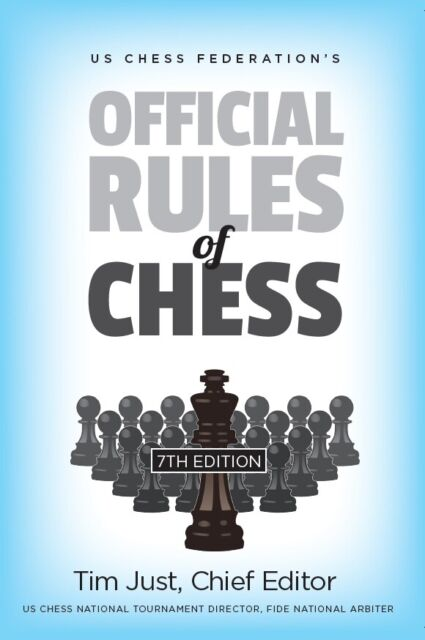 US CHESS FEDERATION'S
OFFICIAL
RULES
of
CHESS
7TH EDITION
Tim Just, Chief Editor
US CHESS NATIONAL TOURNAMENT DIRECTOR, FIDE NATIONAL ARBITER